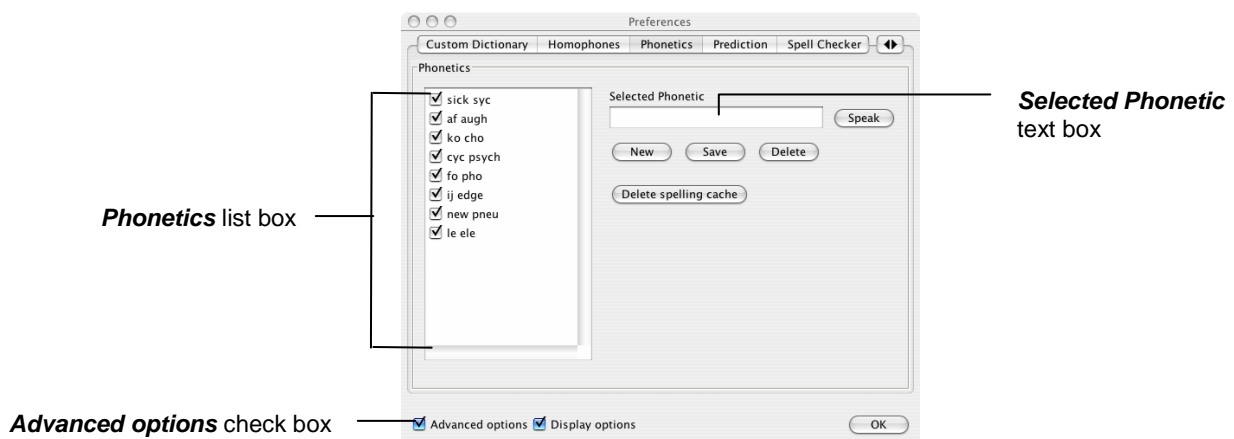 Preferences
Custom Dictionary Homophones Phonetics Prediction Spell Checker
Phonetics
sick syc
af augh
ko cho
cyc psych
fo pho
ij edge
new pneu
le ele
Selected Phonetic
Speak
New Save Delete
Delete spelling cache
Selected Phonetic
text box
Phonetics list box
Advanced options check box
Advanced options Display options
OK